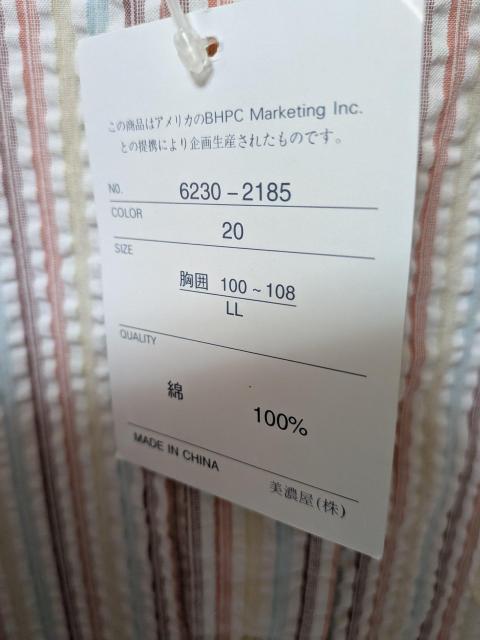 この商品はアメリカのBHPC Marketing Inc.
との提携により企画生産されたものです。
NO. 6230-2185
COLOR
20
SIZE
胸囲 100~108
LL
QUALITY
綿 100%
MADE IN CHINA
美濃屋(株)